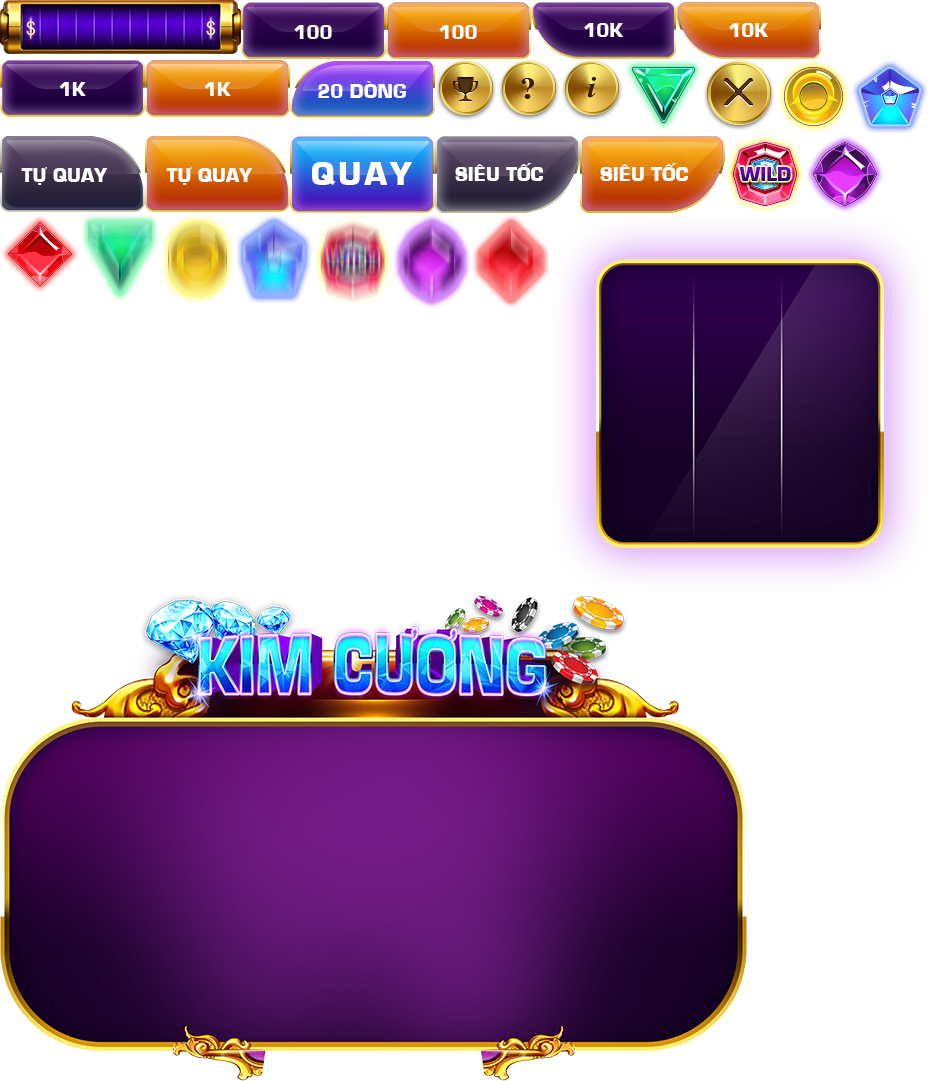 $ $
100
100
10K
10K
1K
1K
20 DÒNG
?
i
TỰ QUAY
TỰ QUAY
QUAY
SIÊU TỐC
SIÊU TỐC
WILD
WILD
KIM CƯƠNG